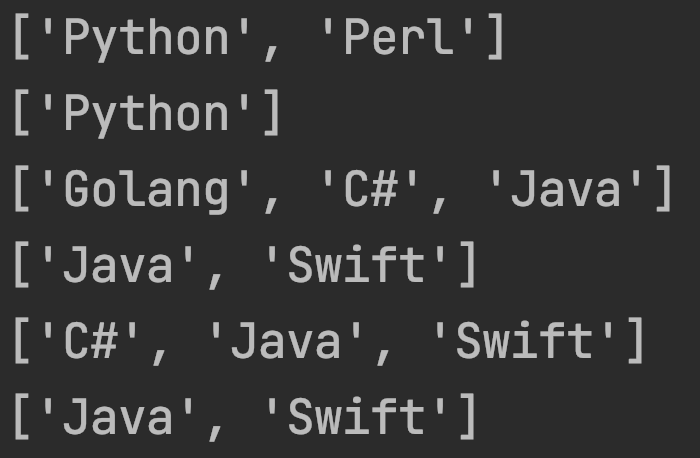 ['Python', 'Perl']
['Python']
['Golang', 'C#', 'Java']
['Java', 'Swift']
['C#', 'Java', 'Swift']
['Java', 'Swift']